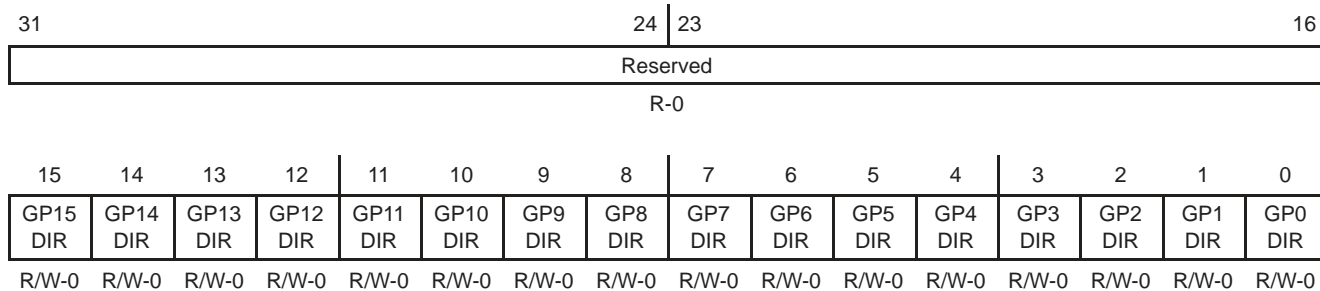 31 24 23 16
Reserved
R-0
15 14 13 12 11 10 9 8 7 6 5 4 3 2 1 0
GP15 GP14 GP13 GP12 GP11 GP10 GP9 GP8 GP7 GP6 GP5 GP4 GP3 GP2 GP1 GP0
DIR DIR DIR DIR DIR DIR DIR DIR DIR DIR DIR DIR DIR DIR DIR DIR
R/W-0 R/W-0 R/W-0 R/W-0 R/W-0 R/W-0 R/W-0 R/W-0 R/W-0 R/W-0 R/W-0 R/W-0 R/W-0 R/W-0 R/W-0 R/W-0